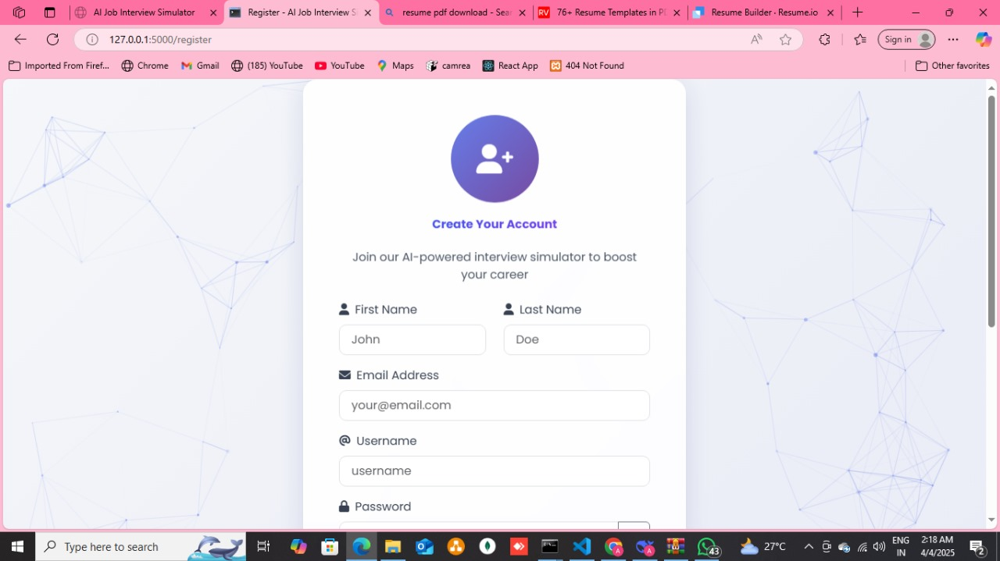 AI Job Interview Simulator
Register - AI Job Interview Si
resume pdf download - Sear
76+ Resume Templates in PD
Resume Builder · Resume.io
127.0.0.1:5000/register
Sign in
Imported From Firef...
Chrome
Gmail
(185) YouTube
YouTube
Maps
camrea
React App
404 Not Found
Other favorites
Create Your Account
Join our AI-powered interview simulator to boost
your career
First Name
Last Name
John
Doe
Email Address
your@email.com
Username
username
Password
Type here to search
43
27°C
ENG
IN
2:18 AM
4/4/2025
2